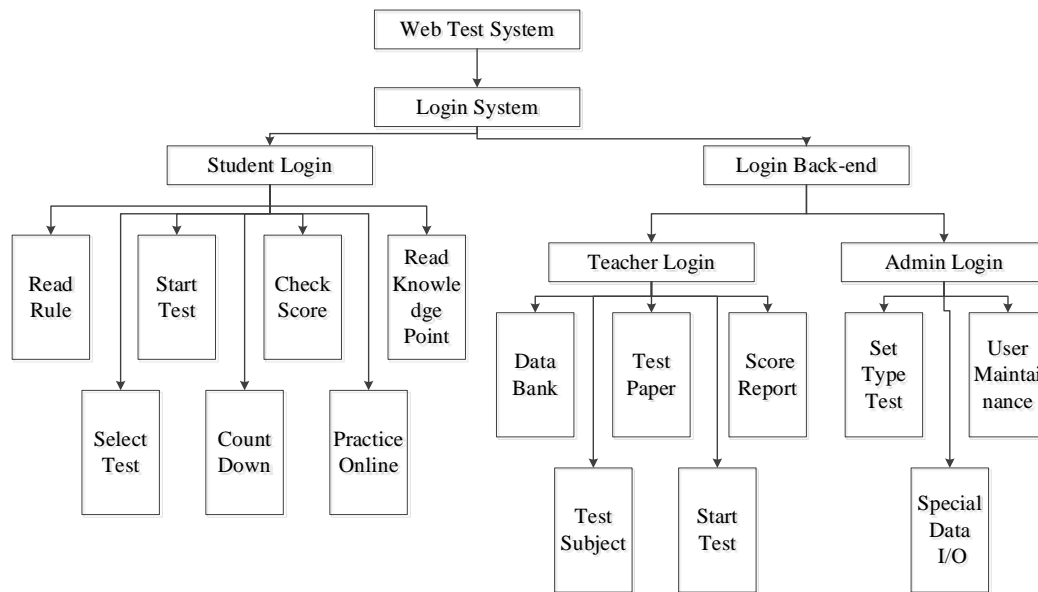 Web Test System
Login System
Student Login
Login Back-end
Read
Rule
Start
Test
Check
Score
Read
Knowle
dge
Point
Select
Test
Count
Down
Practice
Online
Teacher Login
Admin Login
Data
Bank
Test
Paper
Score
Report
Set
Type
Test
User
Maintai
nance
Test
Subject
Start
Test
Special
Data
I/O